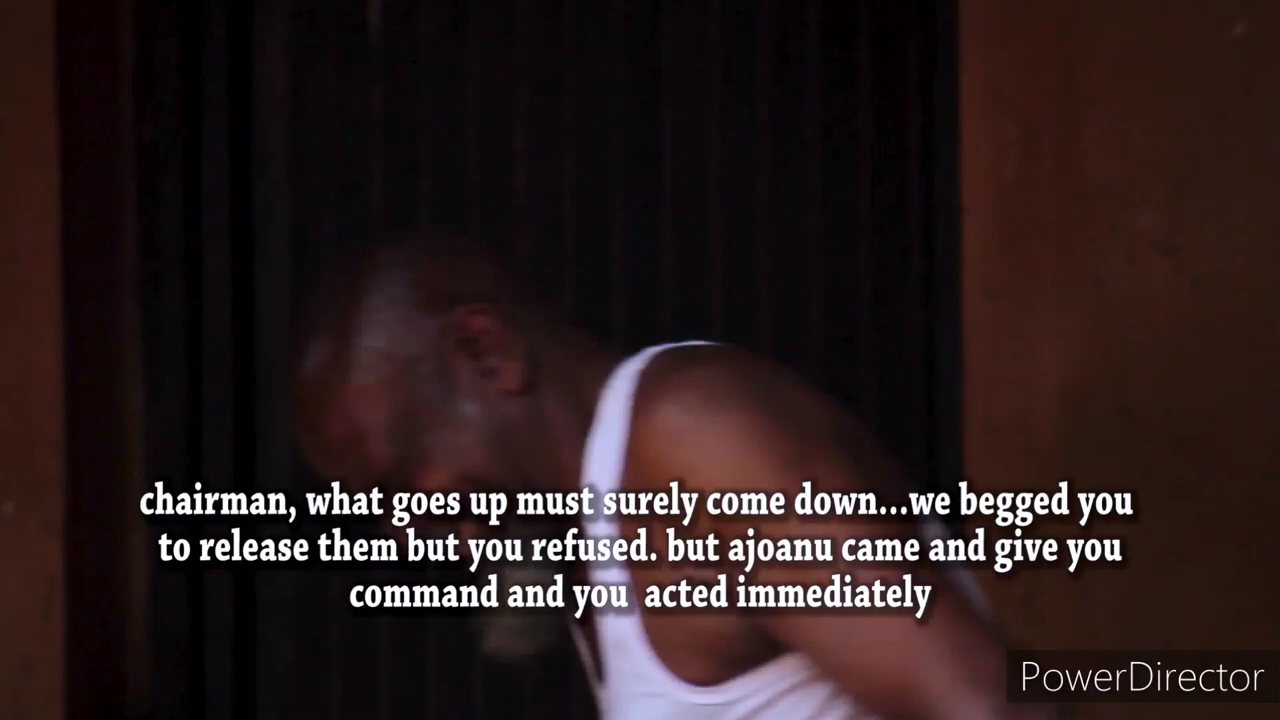 chairman, what goes up must surely come down...we begged you
to release them but you refused. but ajoanu came and give you
command and you  acted immediately
PowerDirector